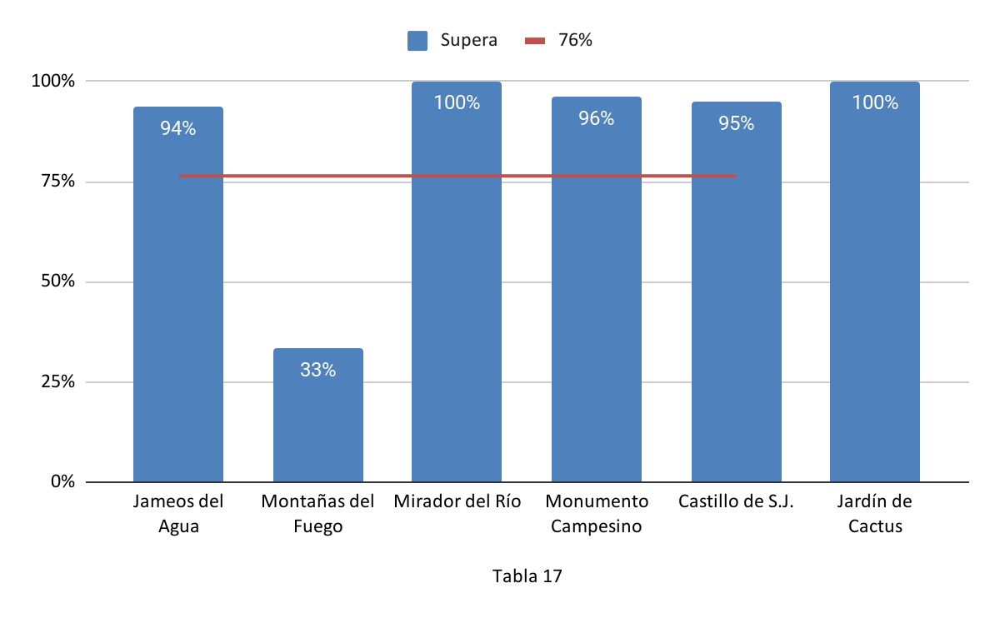 Supera 76%
100%
75%
50%
25%
0%
94%
33%
100%
96%
95%
100%
Jameos del
Agua
Montañas del
Fuego
Mirador del Río
Monumento
Campesino
Castillo de S.J.
Jardín de
Cactus
Tabla 17